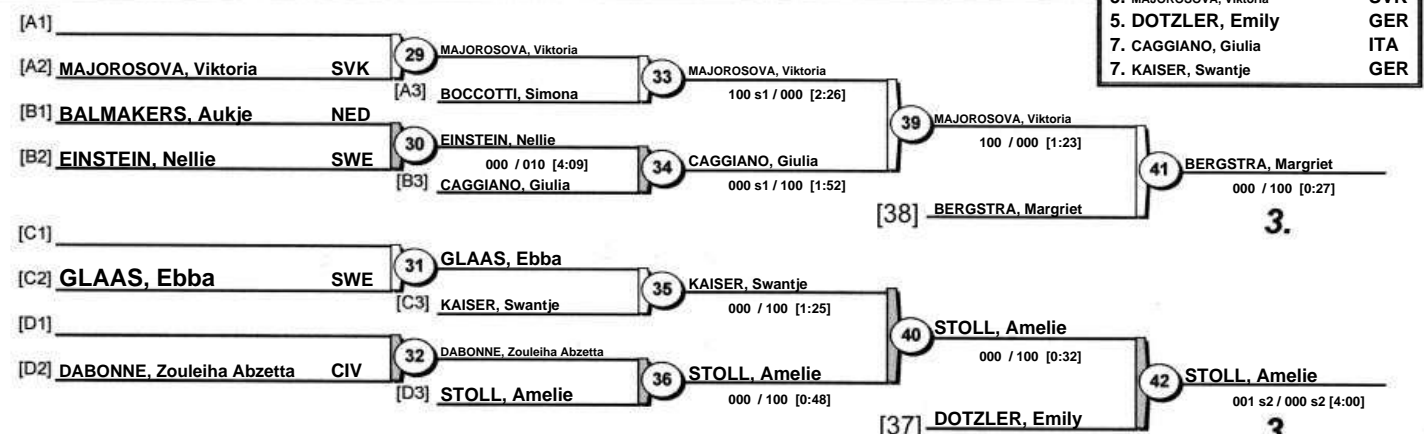 5. MAJOROSOVA, Viktoria SVK
5. DOTZLER, Emily GER
7. CAGGIANO, Giulia ITA
7. KAISER, Swantje GER
[A1]
[A2] MAJOROSOVA, Viktoria SVK
29
MAJOROSOVA, Viktoria
[A3] BOCCOTTI, Simona
33
MAJOROSOVA, Viktoria
100 s1 / 000 [2:26]
[B1] BALMAKERS, Aukje NED
[B2] EINSTEIN, Nellie SWE
30
EINSTEIN, Nellie
000 / 010 [4:09]
[B3] CAGGIANO, Giulia
34
CAGGIANO, Giulia
000 s1 / 100 [1:52]
39
MAJOROSOVA, Viktoria
100 / 000 [1:23]
[38] BERGSTRA, Margriet
41
BERGSTRA, Margriet
000 / 100 [0:27]
3.
[C1]
[C2] GLAAS, Ebba SWE
31
GLAAS, Ebba
[C3] KAISER, Swantje
35
KAISER, Swantje
000 / 100 [1:25]
[D1]
[D2] DABONNE, Zouleiha Abzetta CIV
32
DABONNE, Zouleiha Abzetta
[D3] STOLL, Amelie
36
STOLL, Amelie
000 / 100 [0:48]
40
STOLL, Amelie
000 / 100 [0:32]
[37] DOTZLER, Emily
42
STOLL, Amelie
001 s2 / 000 s2 [4:00]
3.